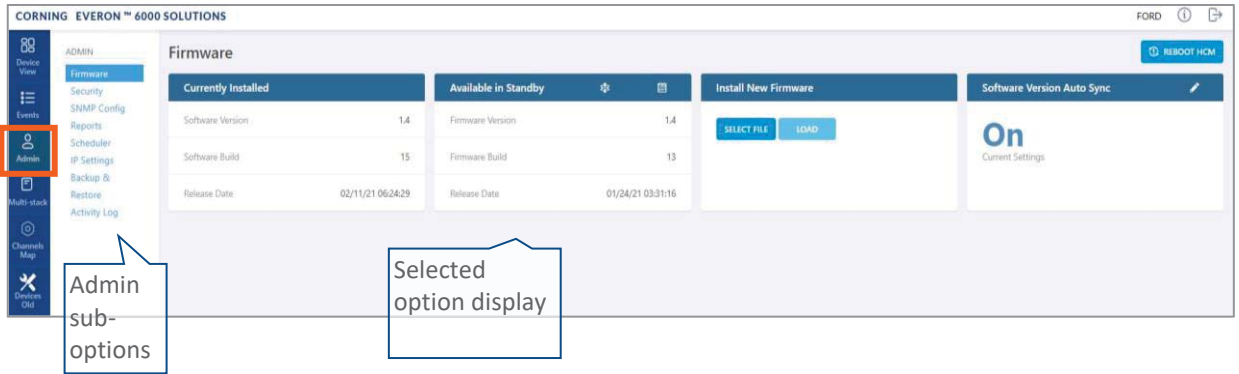 CORNING EVERON ™ 6000 SOLUTIONS
FORD
Device
View
Events
Admin
Multi-stack
Channels
Map
Devices
Old
ADMIN
Firmware
Security
SNMP Config
Reports
Scheduler
IP Settings
Backup &
Restore
Activity Log
Firmware
REBOOT HCM
Currently Installed
Software Version 1.4
Software Build 15
Release Date 02/11/21 06:24:29
Available in Standby
Firmware Version 1.4
Firmware Build 13
Release Date 01/24/21 03:31:16
Install New Firmware
SELECT FILE LOAD
Software Version Auto Sync
On
Current Settings
Admin
sub-
options
Selected
option display